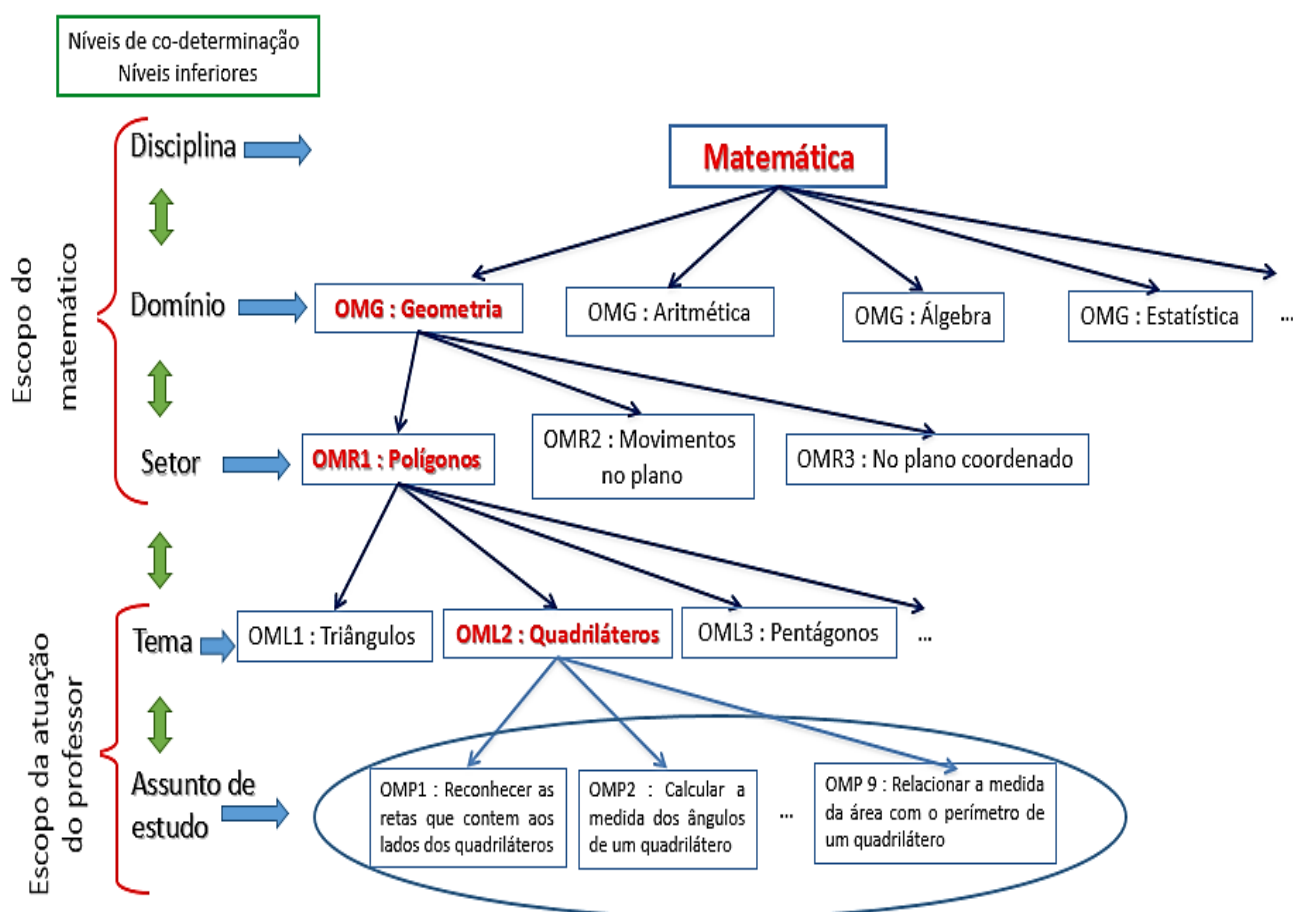 Níveis de co-determinação
Níveis inferiores
Disciplina
Matemática
Escopo do
matemático
Domínio
OMG : Geometria
OMG : Aritmética
OMG : Álgebra
OMG : Estatística
...
Setor
OMR1 : Polígonos
OMR2 : Movimentos
no plano
OMR3 : No plano coordenado
Tema
OML1 : Triângulos
OML2 : Quadriláteros
OML3 : Pentágonos
...
Escopo da atuação
do professor
Assunto de
estudo
OMP1 : Reconhecer as
retas que contem aos
lados dos quadriláteros
OMP2 : Calcular a
medida dos ângulos
de um quadrilátero
...
OMP 9 : Relacionar a medida
da área com o perímetro de
um quadrilátero